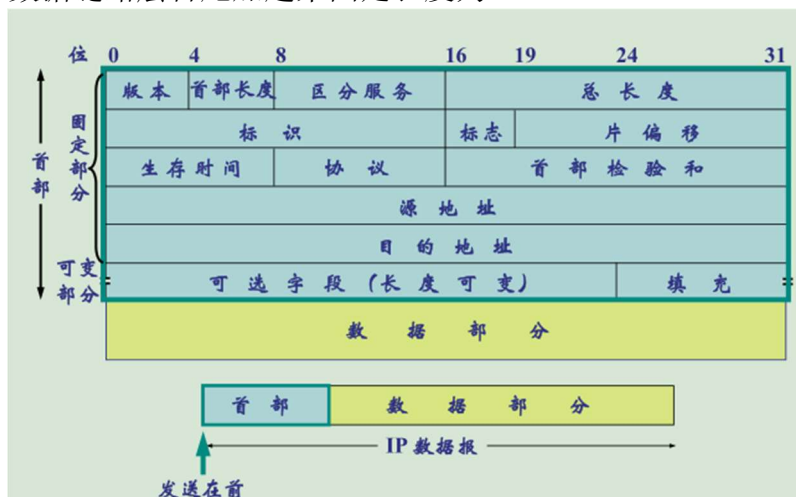 位 0 4 8 16 19 24 31
版本 首部长度 区分服务 总长度
标识 标志 片偏移
生存时间 协议 首部检验和
源地址
目的地址
可选字段(长度可变) 填充
数据部分
首部
固定部分
可变部分
首部 数据部分
IP 数据报
发送在前